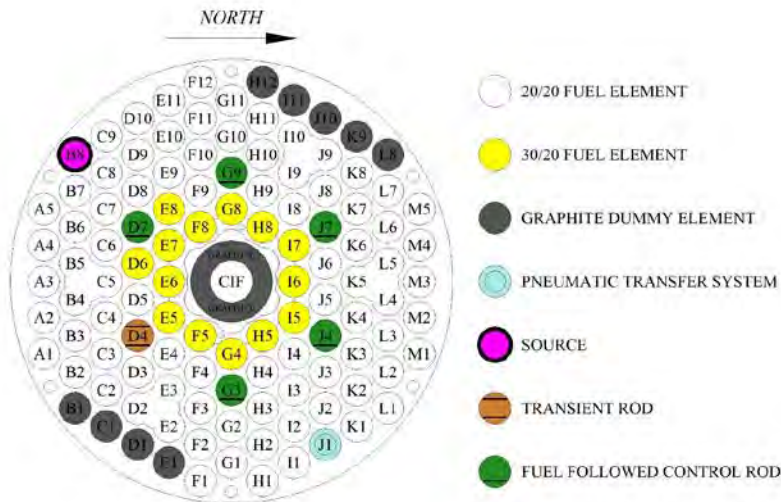 NORTH
F12 H12
E11 G11 I11
D10 F11 H11 J10
C9 E10 G10 I10 K9
B8 D9 F10 H10 J9 L8
C8 E9 G9 I9 K8
B7 D8 F9 H9 J8 L7
A5 C7 E8 G8 I8 K7 M5
B6 D7 F8 H8 J7 L6
A4 C6 E7 I7 K6 M4
GRAPHITE
B5 D6 J6 L5
A3 C5 E6 CIF I6 K5 M3
B4 D5 J5 L4
GRAPHITE
A2 C4 E5 I5 K4 M2
B3 D4 F5 H5 J4 L3
A1 C3 E4 G4 I4 K3 M1
B2 D3 F4 H4 J3 L2
C2 E3 G3 I3 K2
B1 D2 F3 H3 J2 L1
C1 E2 G2 I2 K1
D1 F2 H2 J1
E1 G1 I1
F1 H1
20/20 FUEL ELEMENT
30/20 FUEL ELEMENT
GRAPHITE DUMMY ELEMENT
PNEUMATIC TRANSFER SYSTEM
SOURCE
TRANSIENT ROD
FUEL FOLLOWED CONTROL ROD